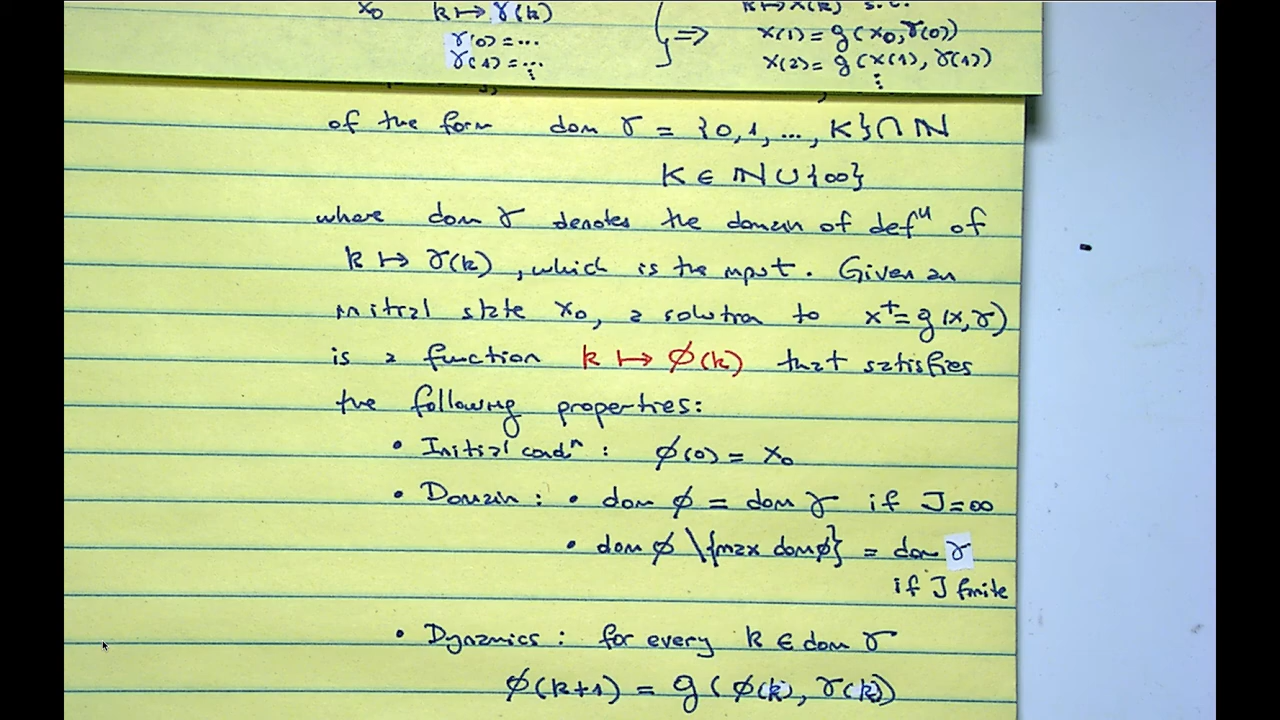 x₀ k ↦ γ(k) k ↦ x(k) s.t.
γ(0) = ... ⇒ x(1) = g(x₀, γ(0))
γ(1) = ... x(2) = g(x(1), γ(1))
⋮ ⋮
of the form dom γ = {0, 1, ..., K} ∩ ℕ
K ∈ ℕ ∪ {∞}
where dom γ denotes the domain of defⁿ of
k ↦ γ(k), which is the input. Given an
initial state x₀, a solution to x⁺ = g(x, γ)
is a function k ↦ φ(k) that satisfies
the following properties:
• Initial condⁿ : φ(0) = x₀
• Domain : • dom φ = dom γ if J = ∞
• dom φ \ {max dom φ} = dom γ
if J finite
• Dynamics : for every k ∈ dom γ
φ(k+1) = g(φ(k), γ(k))